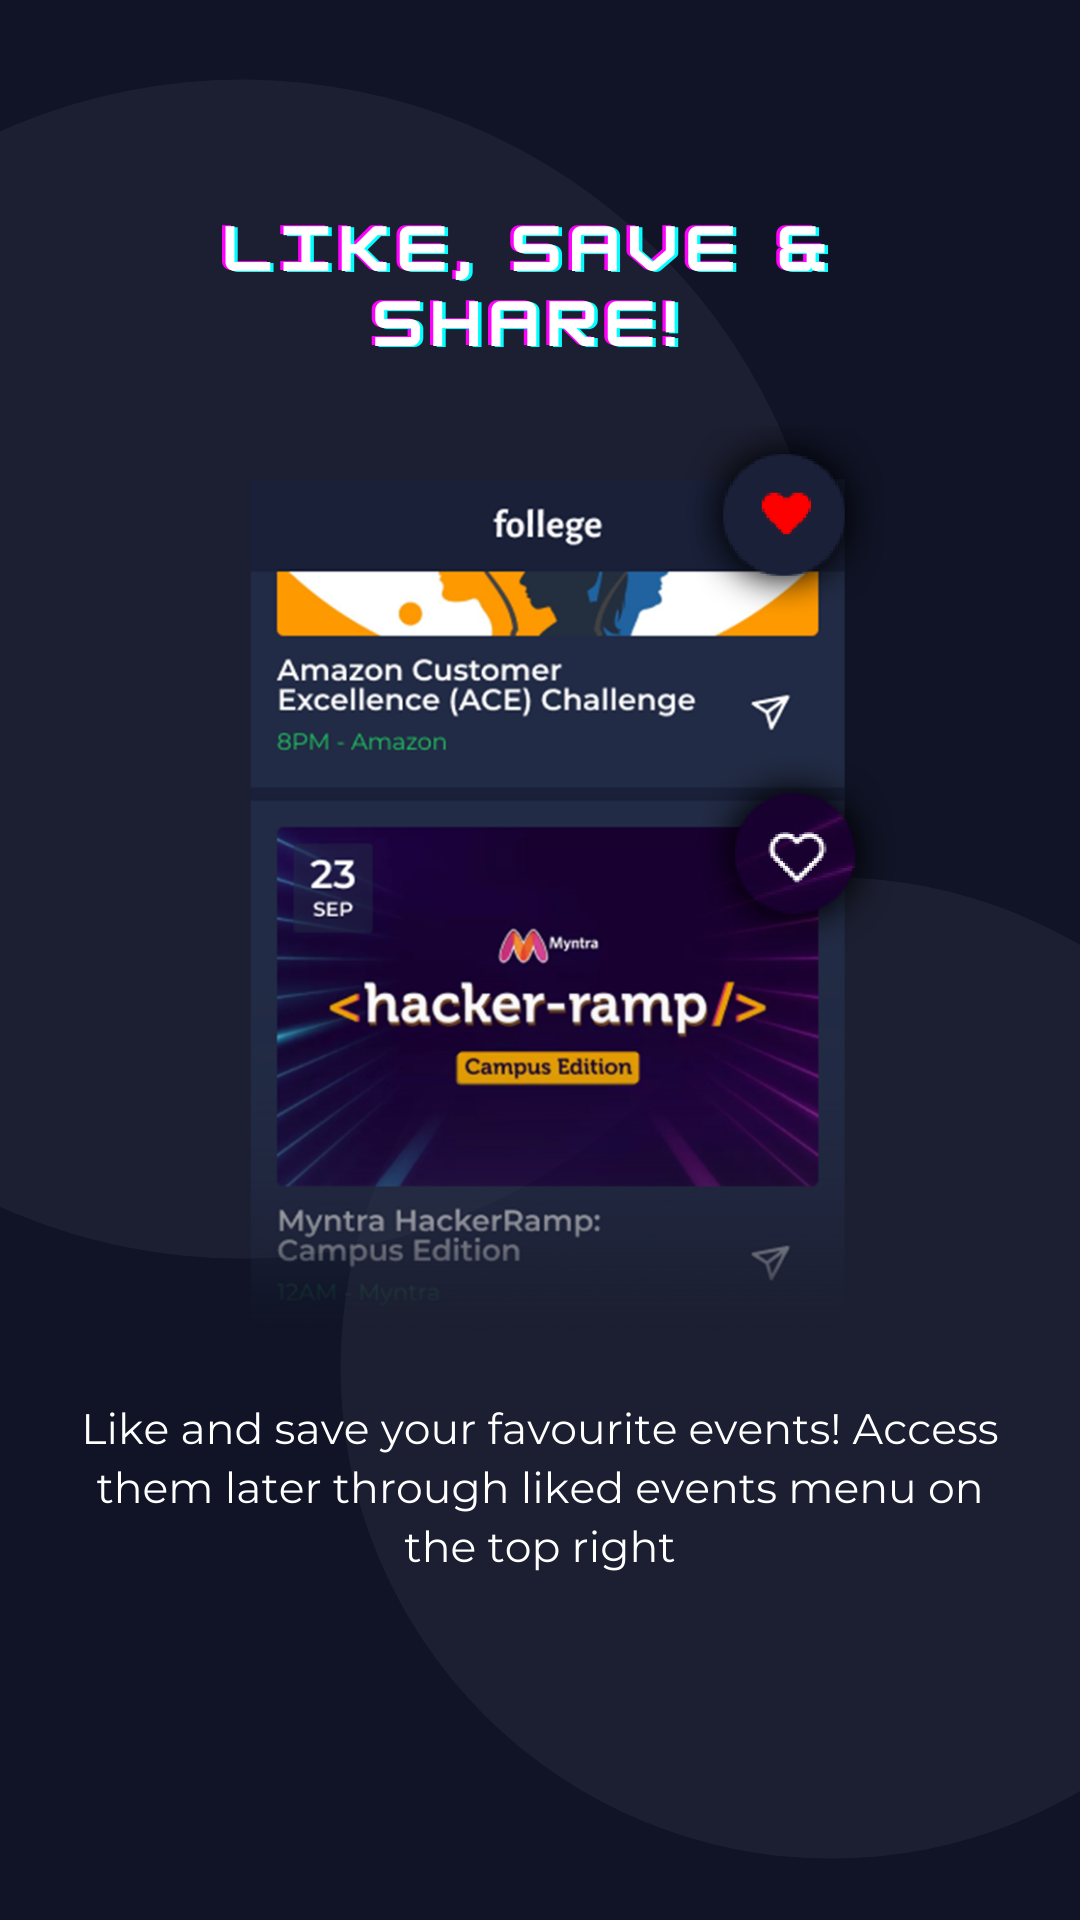 LIKE, SAVE &
SHARE!
follege
Amazon Customer
Excellence (ACE) Challenge
8PM - Amazon
23
SEP
Myntra
<hacker-ramp/>
Campus Edition
Myntra HackerRamp:
Campus Edition
12AM - Myntra
Like and save your favourite events! Access
them later through liked events menu on
the top right